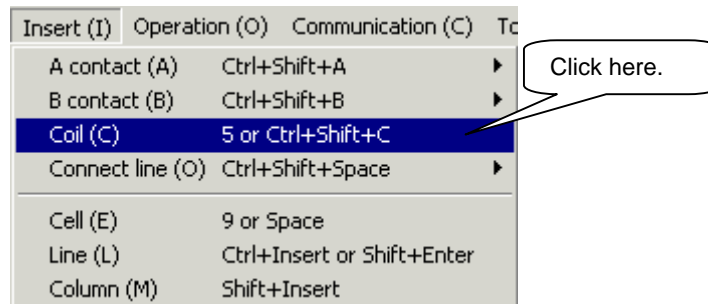 Insert (I) Operation (O) Communication (C)
A contact (A) Ctrl+Shift+A
B contact (B) Ctrl+Shift+B
Coil (C) 5 or Ctrl+Shift+C
Connect line (O) Ctrl+Shift+Space
Cell (E) 9 or Space
Line (L) Ctrl+Insert or Shift+Enter
Column (M) Shift+Insert
Click here.